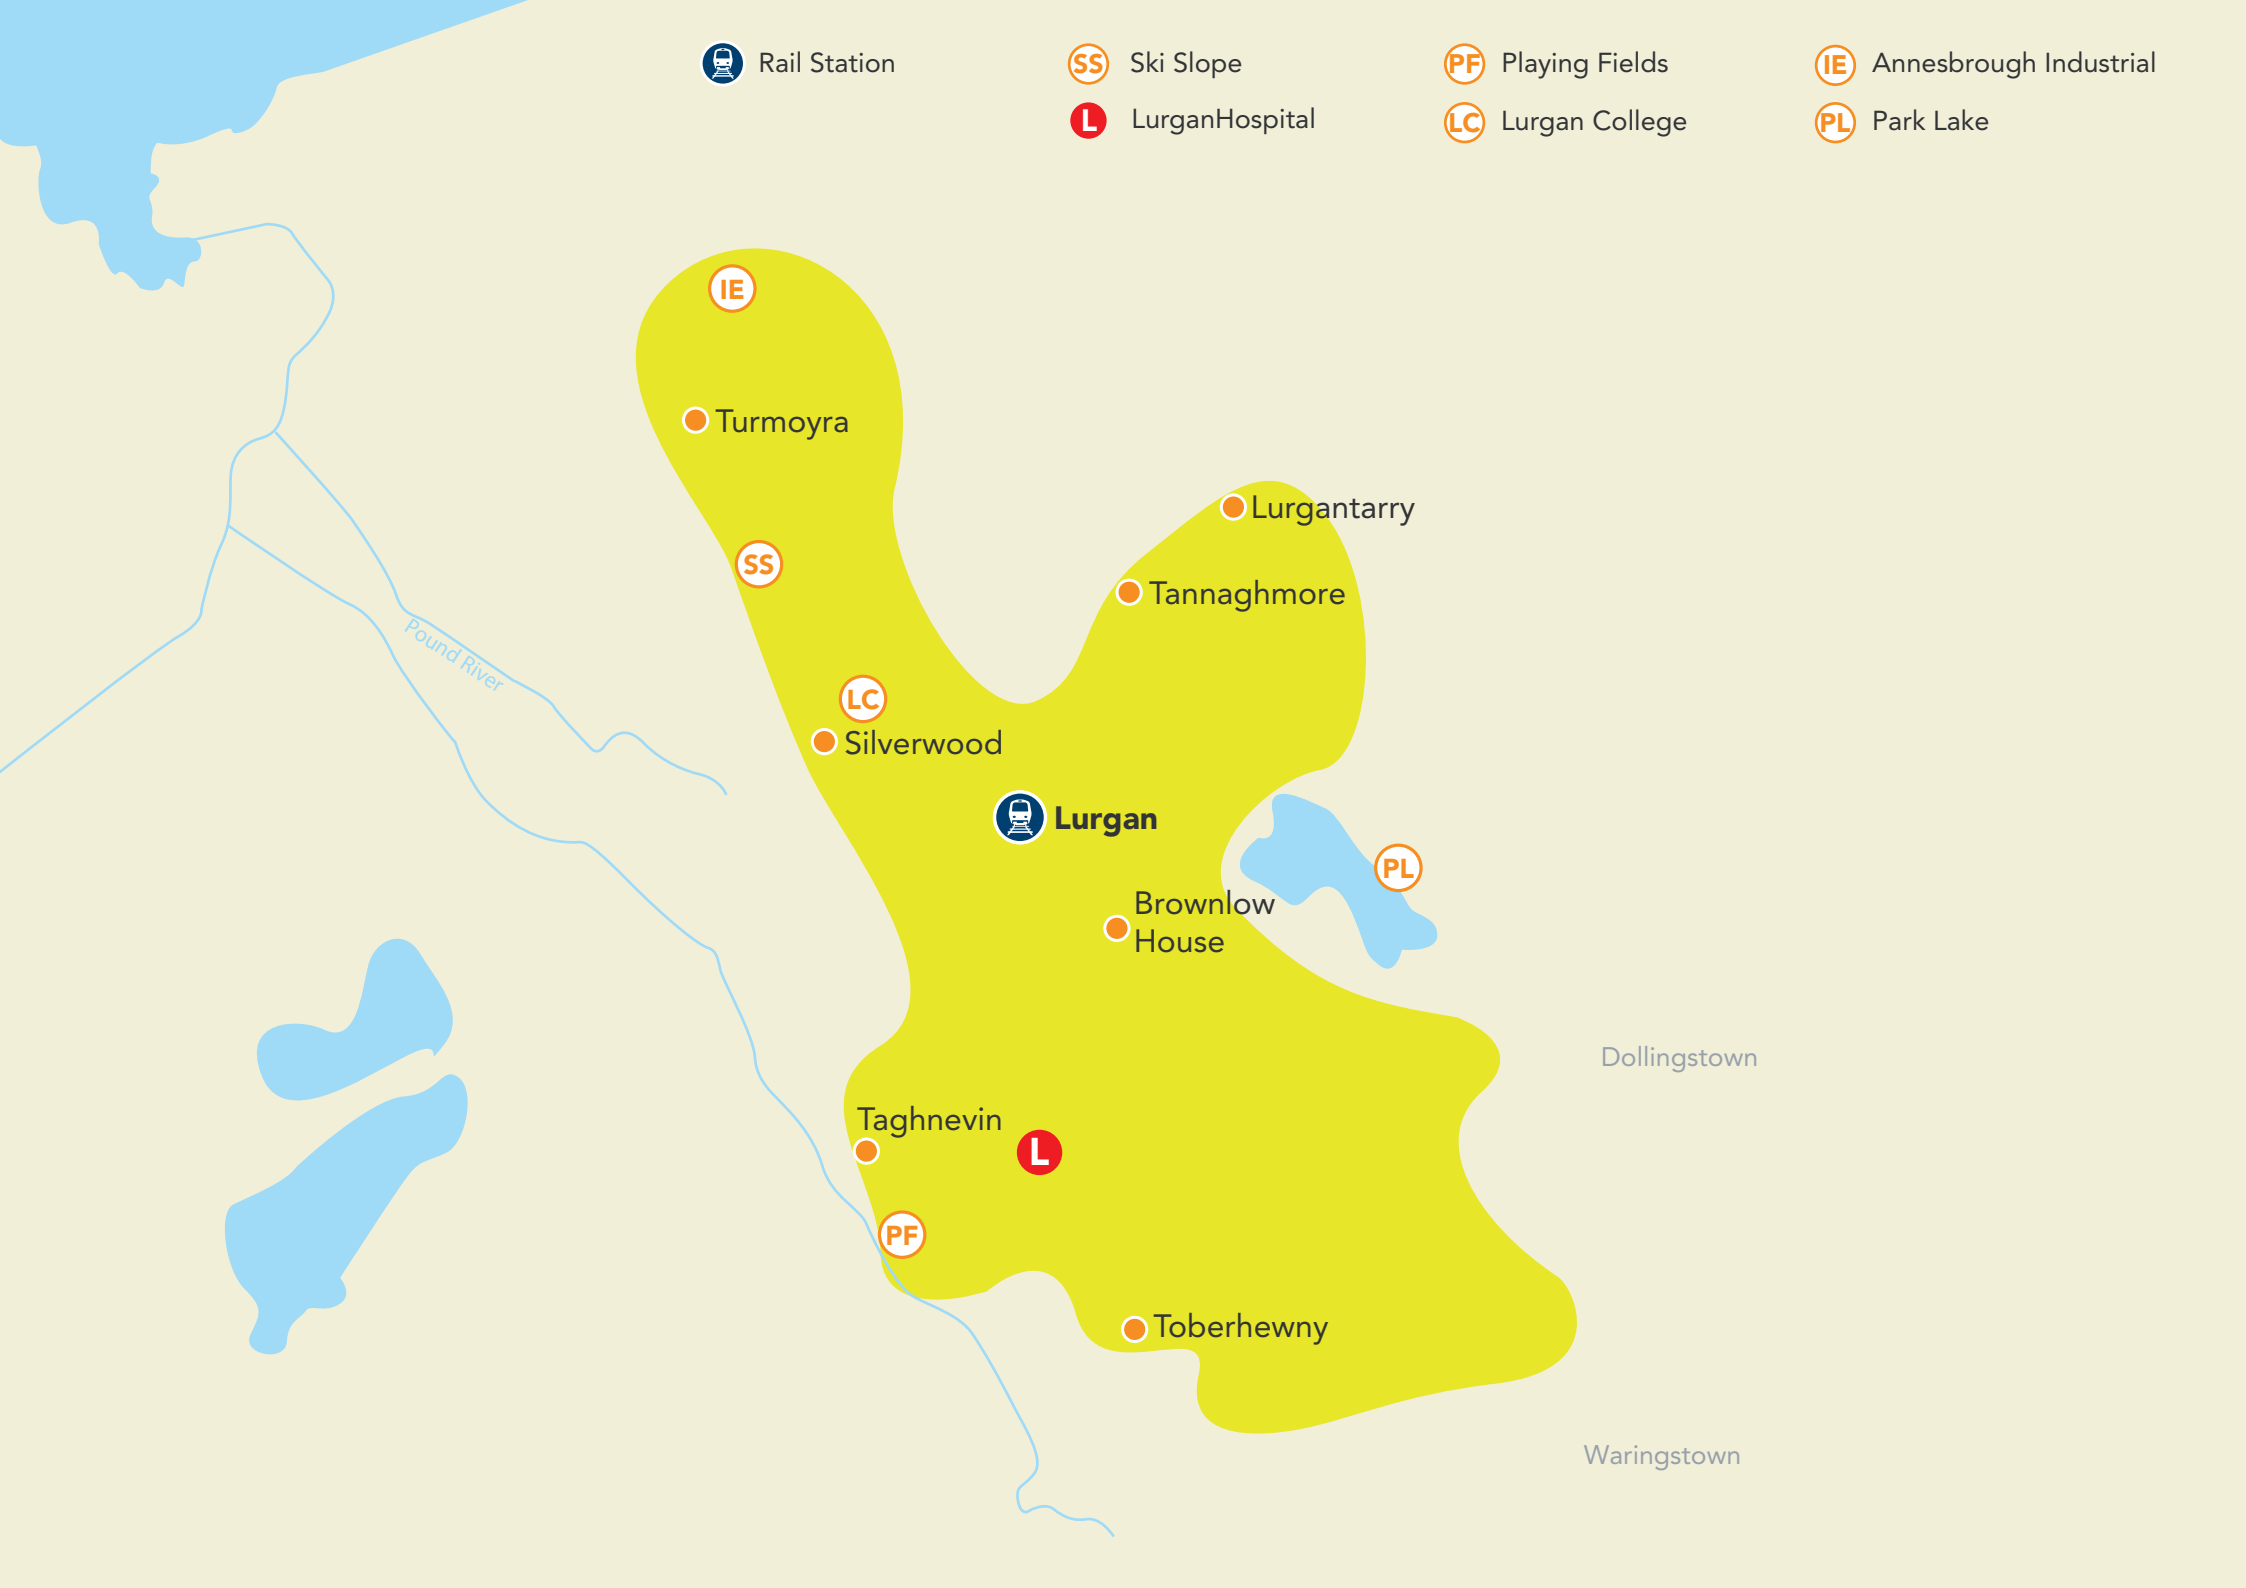 Rail Station
SS Ski Slope
PF Playing Fields
IE Annesbrough Industrial
L LurganHospital
LC Lurgan College
PL Park Lake
IE
Turmoyra
Lurgantarry
SS
Tannaghmore
Pound River
LC
Silverwood
Lurgan
PL
Brownlow
House
Dollingstown
Taghnevin
L
PF
Toberhewny
Waringstown